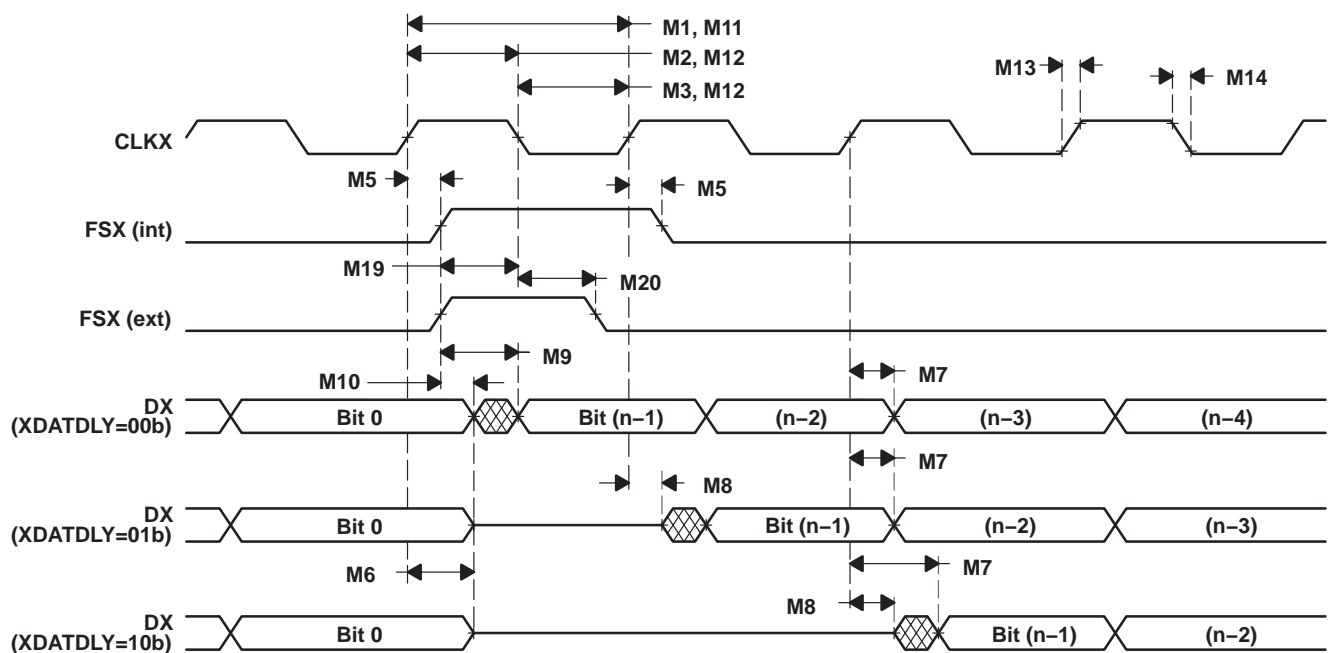 M1, M11
M2, M12
M3, M12
M13
M14
CLKX
M5
M5
FSX (int)
M19
M20
FSX (ext)
M9
M10
M7
DX
(XDATDLY=00b)
Bit 0
Bit (n−1)
(n−2)
(n−3)
(n−4)
M7
M8
DX
(XDATDLY=01b)
Bit 0
Bit (n−1)
(n−2)
(n−3)
M6
M7
M8
DX
(XDATDLY=10b)
Bit 0
Bit (n−1)
(n−2)